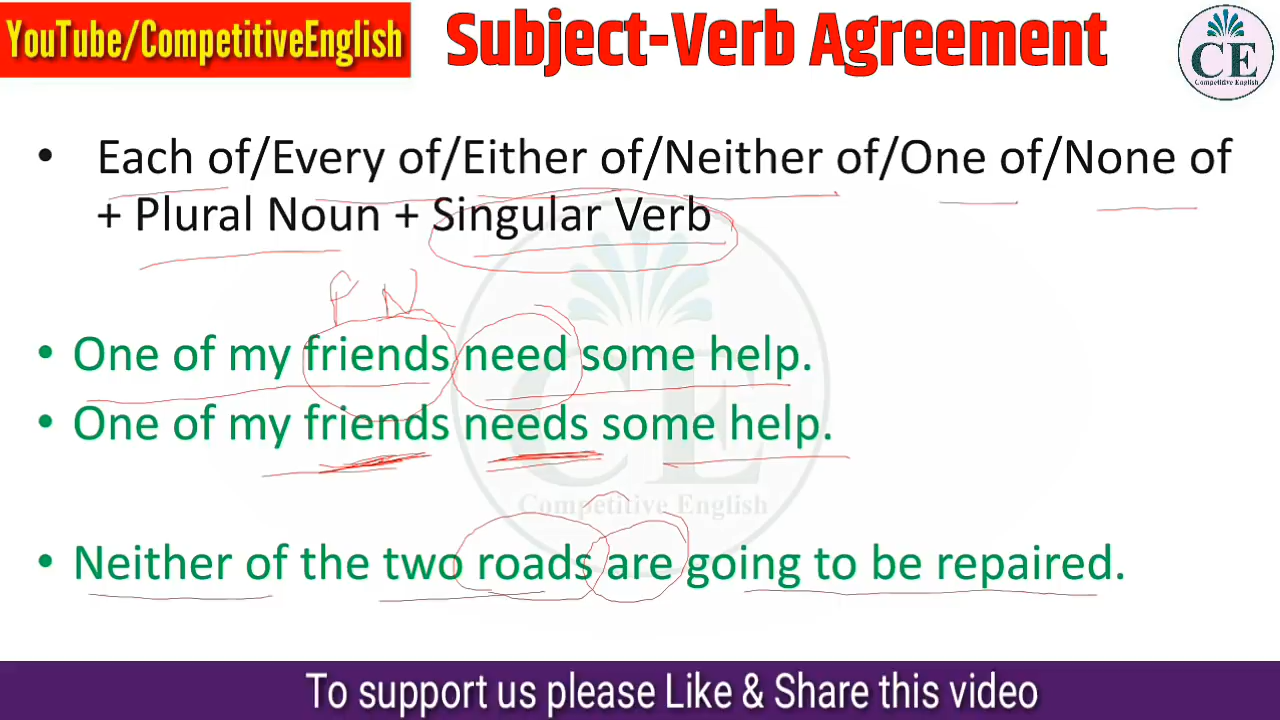 YouTube/CompetitiveEnglish
Subject-Verb Agreement
CE
Competitive English
• Each of/Every of/Either of/Neither of/One of/None of
+ Plural Noun + Singular Verb
P N
• One of my friends need some help.
• One of my friends needs some help.
CE
Competitive English
• Neither of the two roads are going to be repaired.
To support us please Like & Share this video